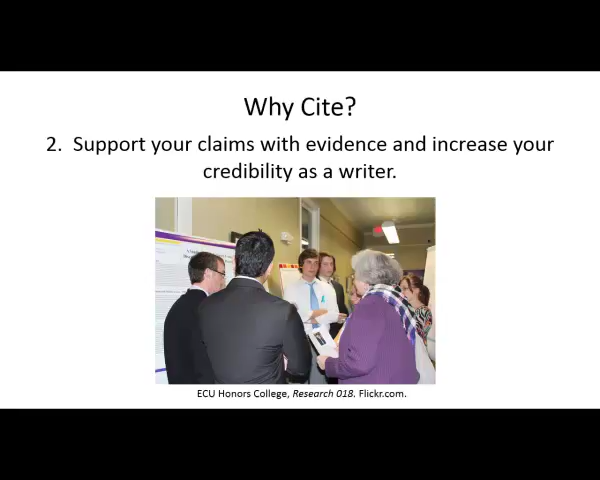 Why Cite?
2. Support your claims with evidence and increase your
credibility as a writer.
ECU Honors College, Research 018. Flickr.com.